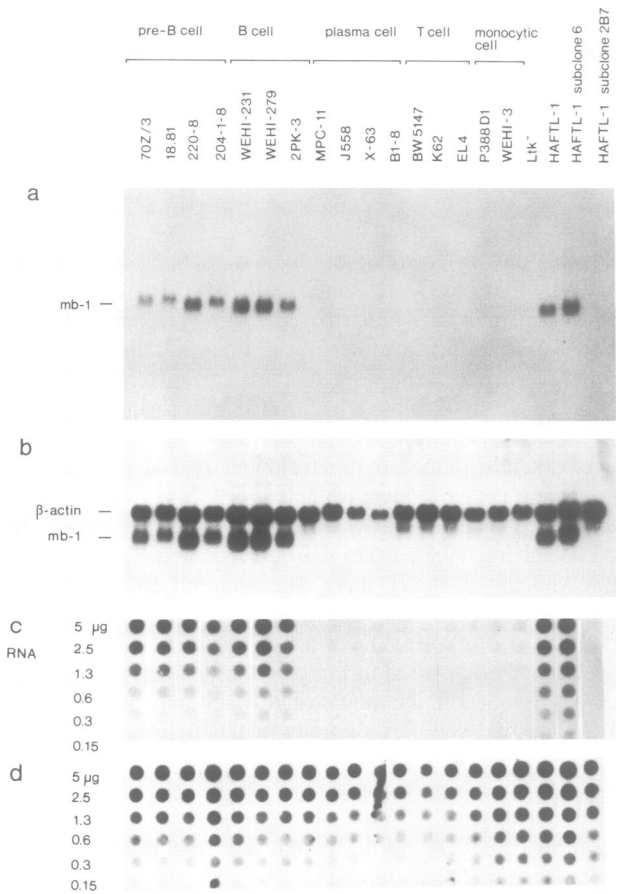 pre-B cell B cell plasma cell T cell monocytic cell
70Z/3
18.81
220-8
204-1-8
WEHI-231
WEHI-279
2PK-3
MPC-11
J558
X-63
B1-8
BW5147
K62
EL4
P388D1
WEHI-3
Ltk⁻
HAFTL-1
HAFTL-1 subclone 6
HAFTL-1 subclone 2B7
a
mb-1
b
β-actin
mb-1
c
RNA
5 µg
2.5
1.3
0.6
0.3
0.15
d
5 µg
2.5
1.3
0.6
0.3
0.15